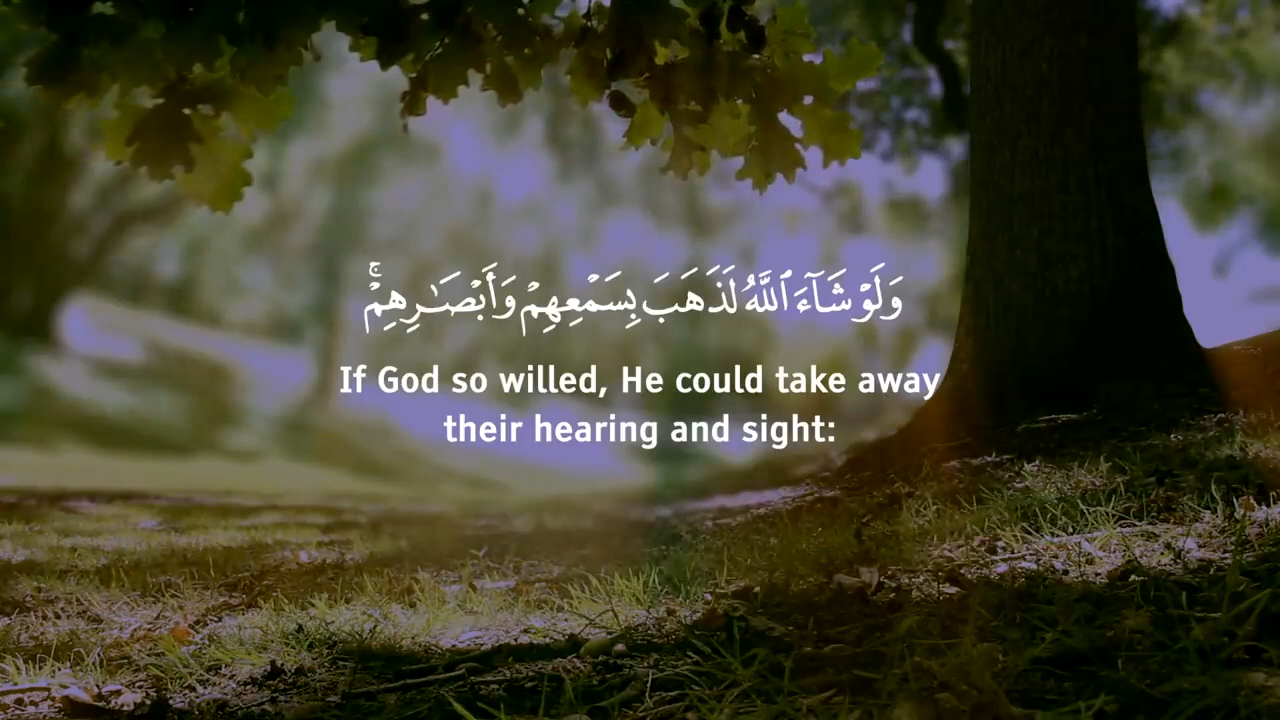 وَلَوْ شَآءَ ٱللَّهُ لَذَهَبَ بِسَمْعِهِمْ وَأَبْصَـٰرِهِمْ ۚ
If God so willed, He could take away
their hearing and sight: